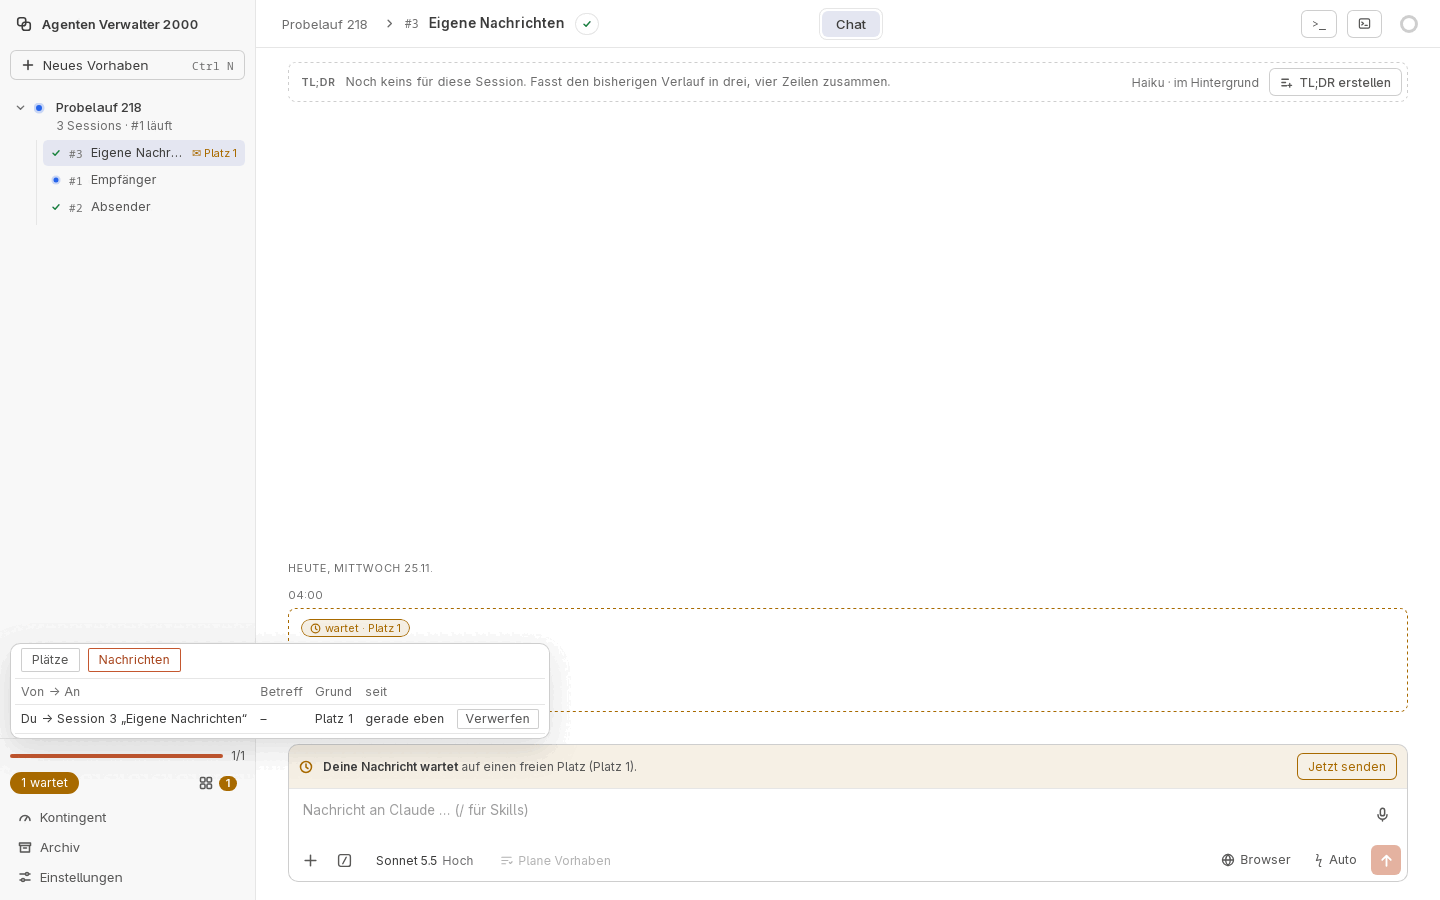 Agenten Verwalter 2000
Neues Vorhaben Ctrl N
Probelauf 218
3 Sessions · #1 läuft
#3 Eigene Nachr… ✉ Platz 1
#1 Empfänger
#2 Absender
Probelauf 218 > #3 Eigene Nachrichten
Chat
>_
TL;DR Noch keins für diese Session. Fasst den bisherigen Verlauf in drei, vier Zeilen zusammen. Haiku · im Hintergrund TL;DR erstellen
HEUTE, MITTWOCH 25.11.
04:00
wartet · Platz 1
Plätze Nachrichten
Von → An Betreff Grund seit
Du → Session 3 „Eigene Nachrichten“ – Platz 1 gerade eben Verwerfen
1/1
1 wartet 1
Kontingent
Archiv
Einstellungen
Deine Nachricht wartet auf einen freien Platz (Platz 1). Jetzt senden
Nachricht an Claude … (/ für Skills)
Sonnet 5.5 Hoch Plane Vorhaben Browser Auto